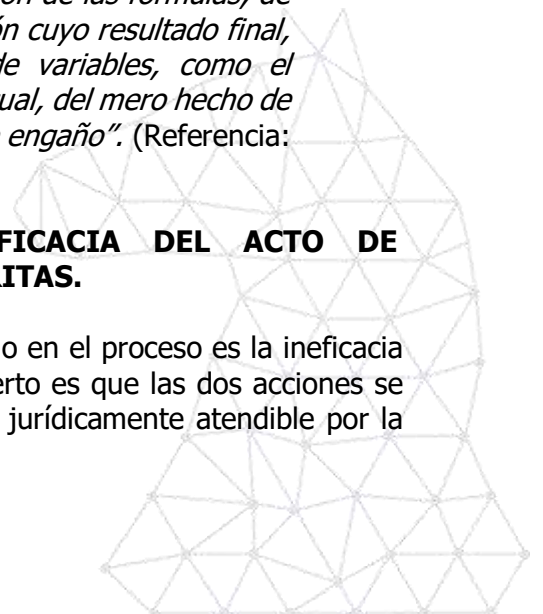 ón de las fórmulas, de
ón cuyo resultado final,
de variables, como el
ual, del mero hecho de
engaño". (Referencia:
FICACIA DEL ACTO DE
RITAS.
o en el proceso es la ineficacia
erto es que las dos acciones se
jurídicamente atendible por la